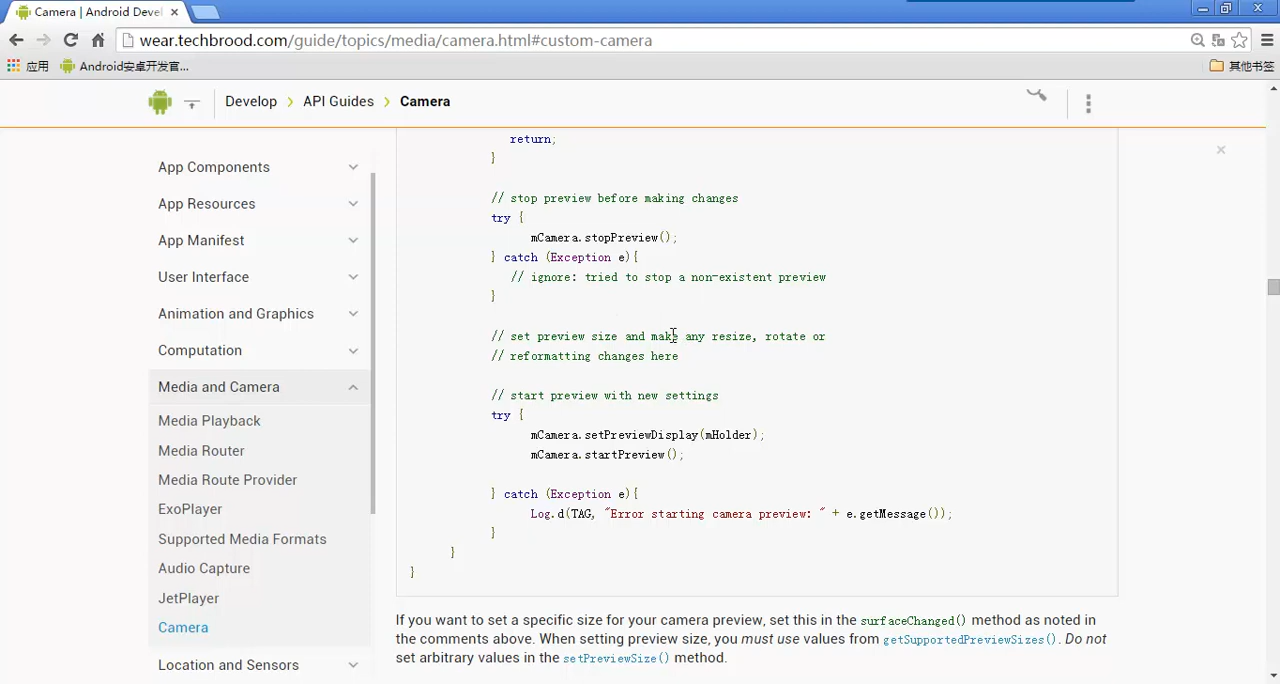 Camera | Android Devel
wear.techbrood.com/guide/topics/media/camera.html#custom-camera
应用 Android安卓开发官... 其他书签
Develop API Guides Camera
App Components
App Resources
App Manifest
User Interface
Animation and Graphics
Computation
Media and Camera
Media Playback
Media Router
Media Route Provider
ExoPlayer
Supported Media Formats
Audio Capture
JetPlayer
Camera
Location and Sensors
return;
}
// stop preview before making changes
try {
mCamera.stopPreview();
} catch (Exception e){
// ignore: tried to stop a non-existent preview
}
// set preview size and make any resize, rotate or
// reformatting changes here
// start preview with new settings
try {
mCamera.setPreviewDisplay(mHolder);
mCamera.startPreview();
} catch (Exception e){
Log.d(TAG, "Error starting camera preview: " + e.getMessage());
}
}
}
If you want to set a specific size for your camera preview, set this in the surfaceChanged() method as noted in
the comments above. When setting preview size, you must use values from getSupportedPreviewSizes(). Do not
set arbitrary values in the setPreviewSize() method.